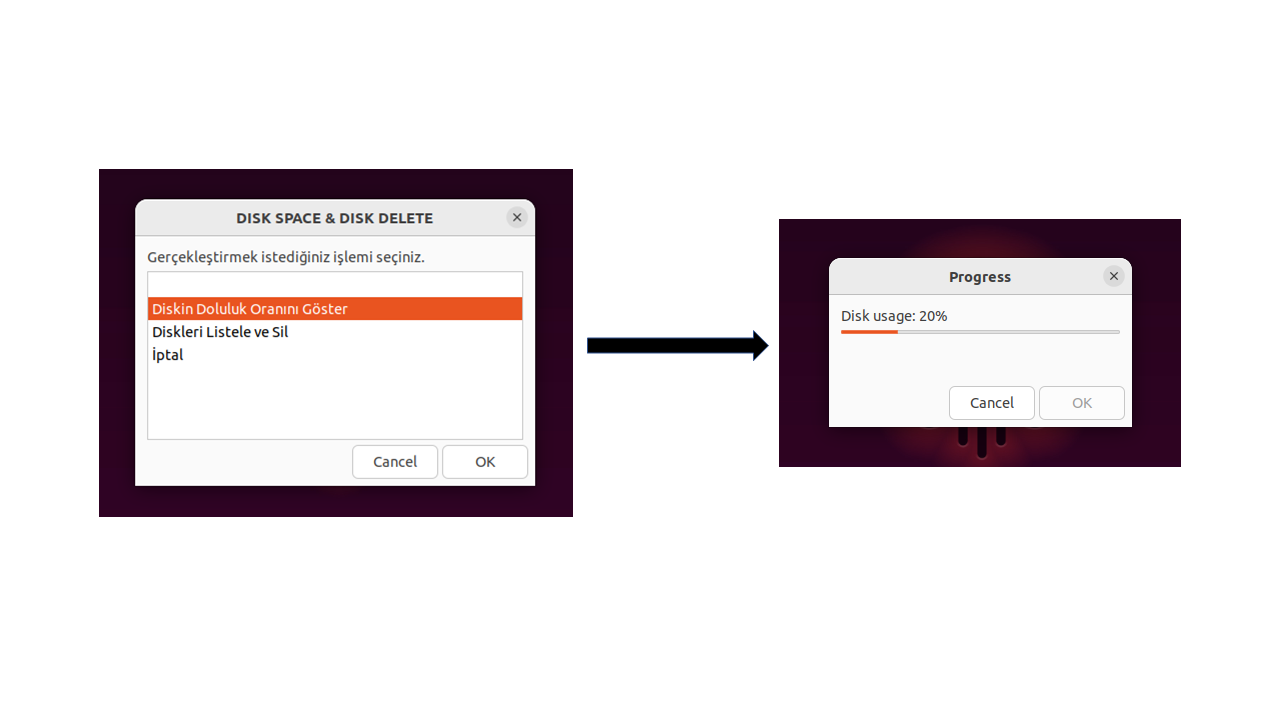 DISK SPACE & DISK DELETE
Gerçekleştirmek istediğiniz işlemi seçiniz.
Diskin Doluluk Oranını Göster
Diskleri Listele ve Sil
İptal
Cancel
OK
Progress
Disk usage: 20%
Cancel
OK